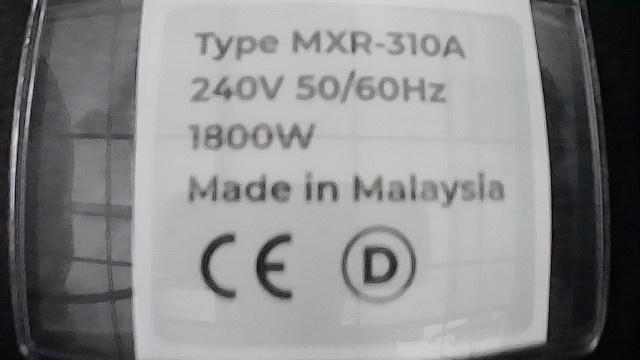 Type MXR-310A
240V 50/60Hz
1800W
Made in Malaysia
CE D